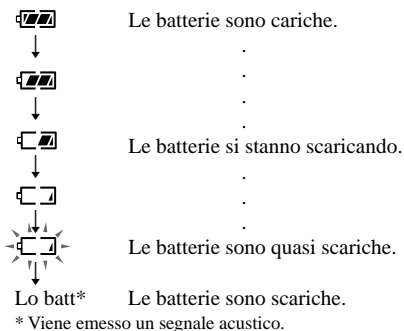 Le batterie sono cariche.
.
.
.
.
Le batterie si stanno scaricando.
.
.
.
Le batterie sono quasi scariche.
Lo batt* Le batterie sono scariche.
* Viene emesso un segnale acustico.